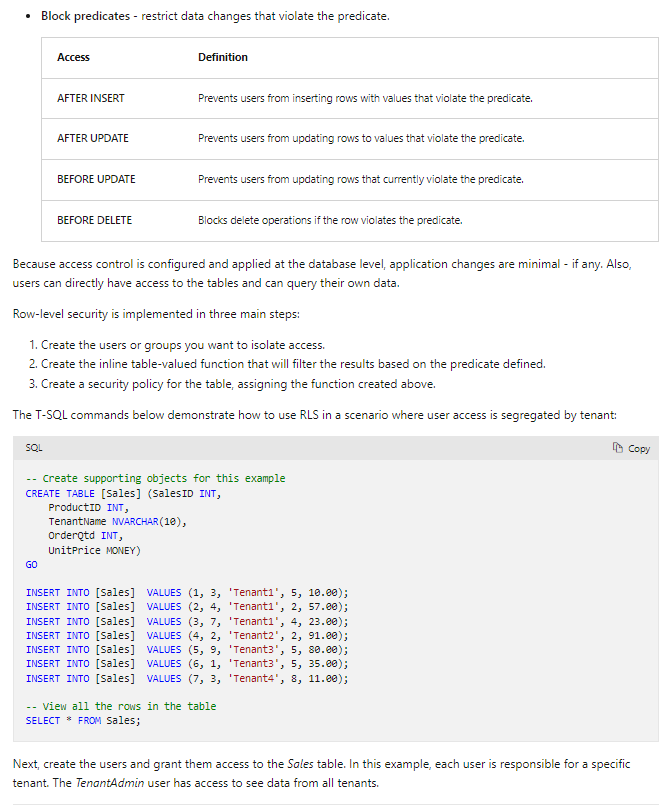 • Block predicates - restrict data changes that violate the predicate.
Access Definition
AFTER INSERT Prevents users from inserting rows with values that violate the predicate.
AFTER UPDATE Prevents users from updating rows to values that violate the predicate.
BEFORE UPDATE Prevents users from updating rows that currently violate the predicate.
BEFORE DELETE Blocks delete operations if the row violates the predicate.
Because access control is configured and applied at the database level, application changes are minimal - if any. Also,
users can directly have access to the tables and can query their own data.
Row-level security is implemented in three main steps:
1. Create the users or groups you want to isolate access.
2. Create the inline table-valued function that will filter the results based on the predicate defined.
3. Create a security policy for the table, assigning the function created above.
The T-SQL commands below demonstrate how to use RLS in a scenario where user access is segregated by tenant:
SQL Copy
-- Create supporting objects for this example
CREATE TABLE [Sales] (SalesID INT,
ProductID INT,
TenantName NVARCHAR(10),
OrderQtd INT,
UnitPrice MONEY)
GO
INSERT INTO [Sales]  VALUES (1, 3, 'Tenant1', 5, 10.00);
INSERT INTO [Sales]  VALUES (2, 4, 'Tenant1', 2, 57.00);
INSERT INTO [Sales]  VALUES (3, 7, 'Tenant1', 4, 23.00);
INSERT INTO [Sales]  VALUES (4, 2, 'Tenant2', 2, 91.00);
INSERT INTO [Sales]  VALUES (5, 9, 'Tenant3', 5, 80.00);
INSERT INTO [Sales]  VALUES (6, 1, 'Tenant3', 5, 35.00);
INSERT INTO [Sales]  VALUES (7, 3, 'Tenant4', 8, 11.00);
-- View all the rows in the table
SELECT * FROM Sales;
Next, create the users and grant them access to the Sales table. In this example, each user is responsible for a specific
tenant. The TenantAdmin user has access to see data from all tenants.